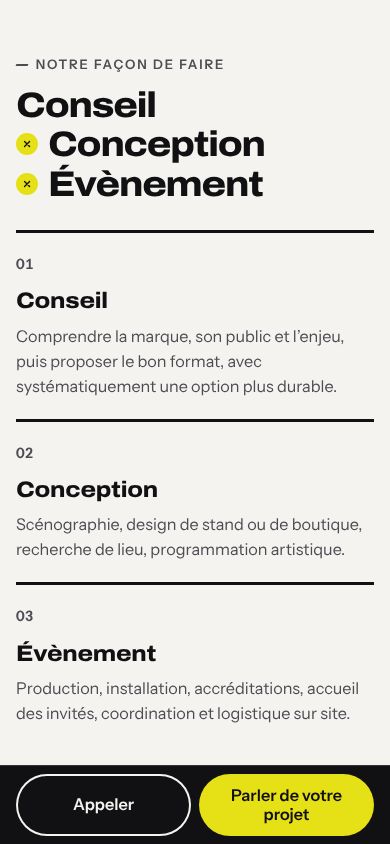 — NOTRE FAÇON DE FAIRE
Conseil
× Conception
× Évènement
01
Conseil
Comprendre la marque, son public et l’enjeu,
puis proposer le bon format, avec
systématiquement une option plus durable.
02
Conception
Scénographie, design de stand ou de boutique,
recherche de lieu, programmation artistique.
03
Évènement
Production, installation, accréditations, accueil
des invités, coordination et logistique sur site.
Appeler
Parler de votre
projet